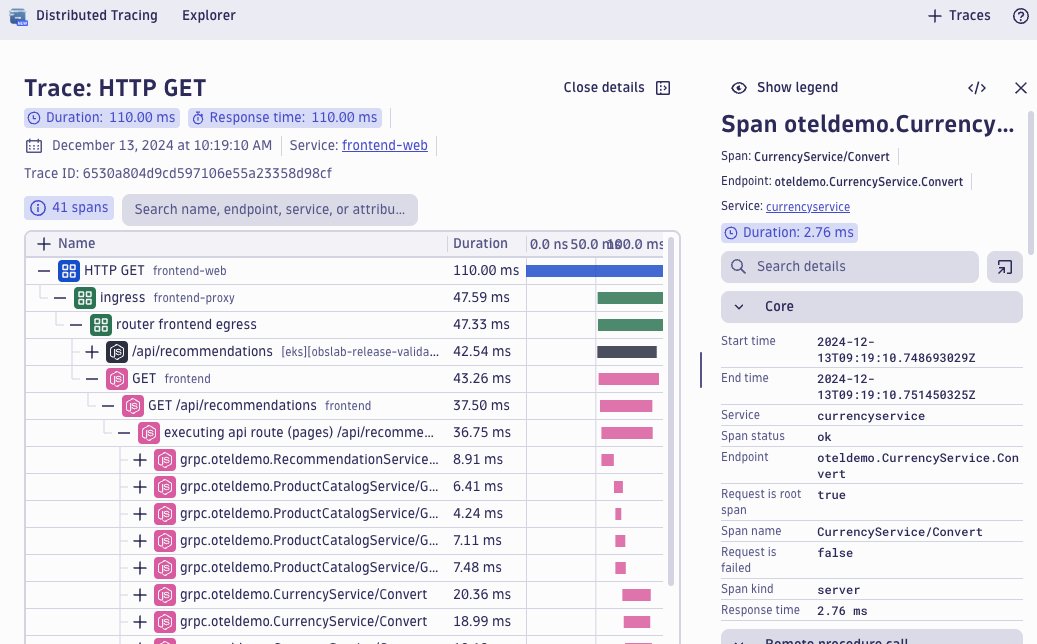 Distributed Tracing Explorer Traces
Trace: HTTP GET
Close details
Duration: 110.00 ms Response time: 110.00 ms
December 13, 2024 at 10:19:10 AM Service: frontend-web
Trace ID: 6530a804d9cd597106e55a23358d98cf
41 spans Search name, endpoint, service, or attribu...
Name Duration 0.0 ns 50.0 ms 100.0 ms
HTTP GET frontend-web 110.00 ms
ingress frontend-proxy 47.59 ms
router frontend egress 47.33 ms
/api/recommendations [eks][obslab-release-valida... 42.54 ms
GET frontend 43.26 ms
GET /api/recommendations frontend 37.50 ms
executing api route (pages) /api/recomme... 36.75 ms
grpc.oteldemo.RecommendationService... 8.91 ms
grpc.oteldemo.ProductCatalogService/G... 6.41 ms
grpc.oteldemo.ProductCatalogService/G... 4.24 ms
grpc.oteldemo.ProductCatalogService/G... 7.11 ms
grpc.oteldemo.ProductCatalogService/G... 7.48 ms
grpc.oteldemo.CurrencyService/Convert 20.36 ms
grpc.oteldemo.CurrencyService/Convert 18.99 ms
Show legend
Span oteldemo.Currency...
Span: CurrencyService/Convert
Endpoint: oteldemo.CurrencyService.Convert
Service: currencyservice
Duration: 2.76 ms
Search details
Core
Start time 2024-12-
13T09:19:10.748693029Z
End time 2024-12-
13T09:19:10.751450325Z
Service currencyservice
Span status ok
Endpoint oteldemo.CurrencyService.Con
vert
Request is root true
span
Span name CurrencyService/Convert
Request is false
failed
Span kind server
Response time 2.76 ms
Remote procedure call